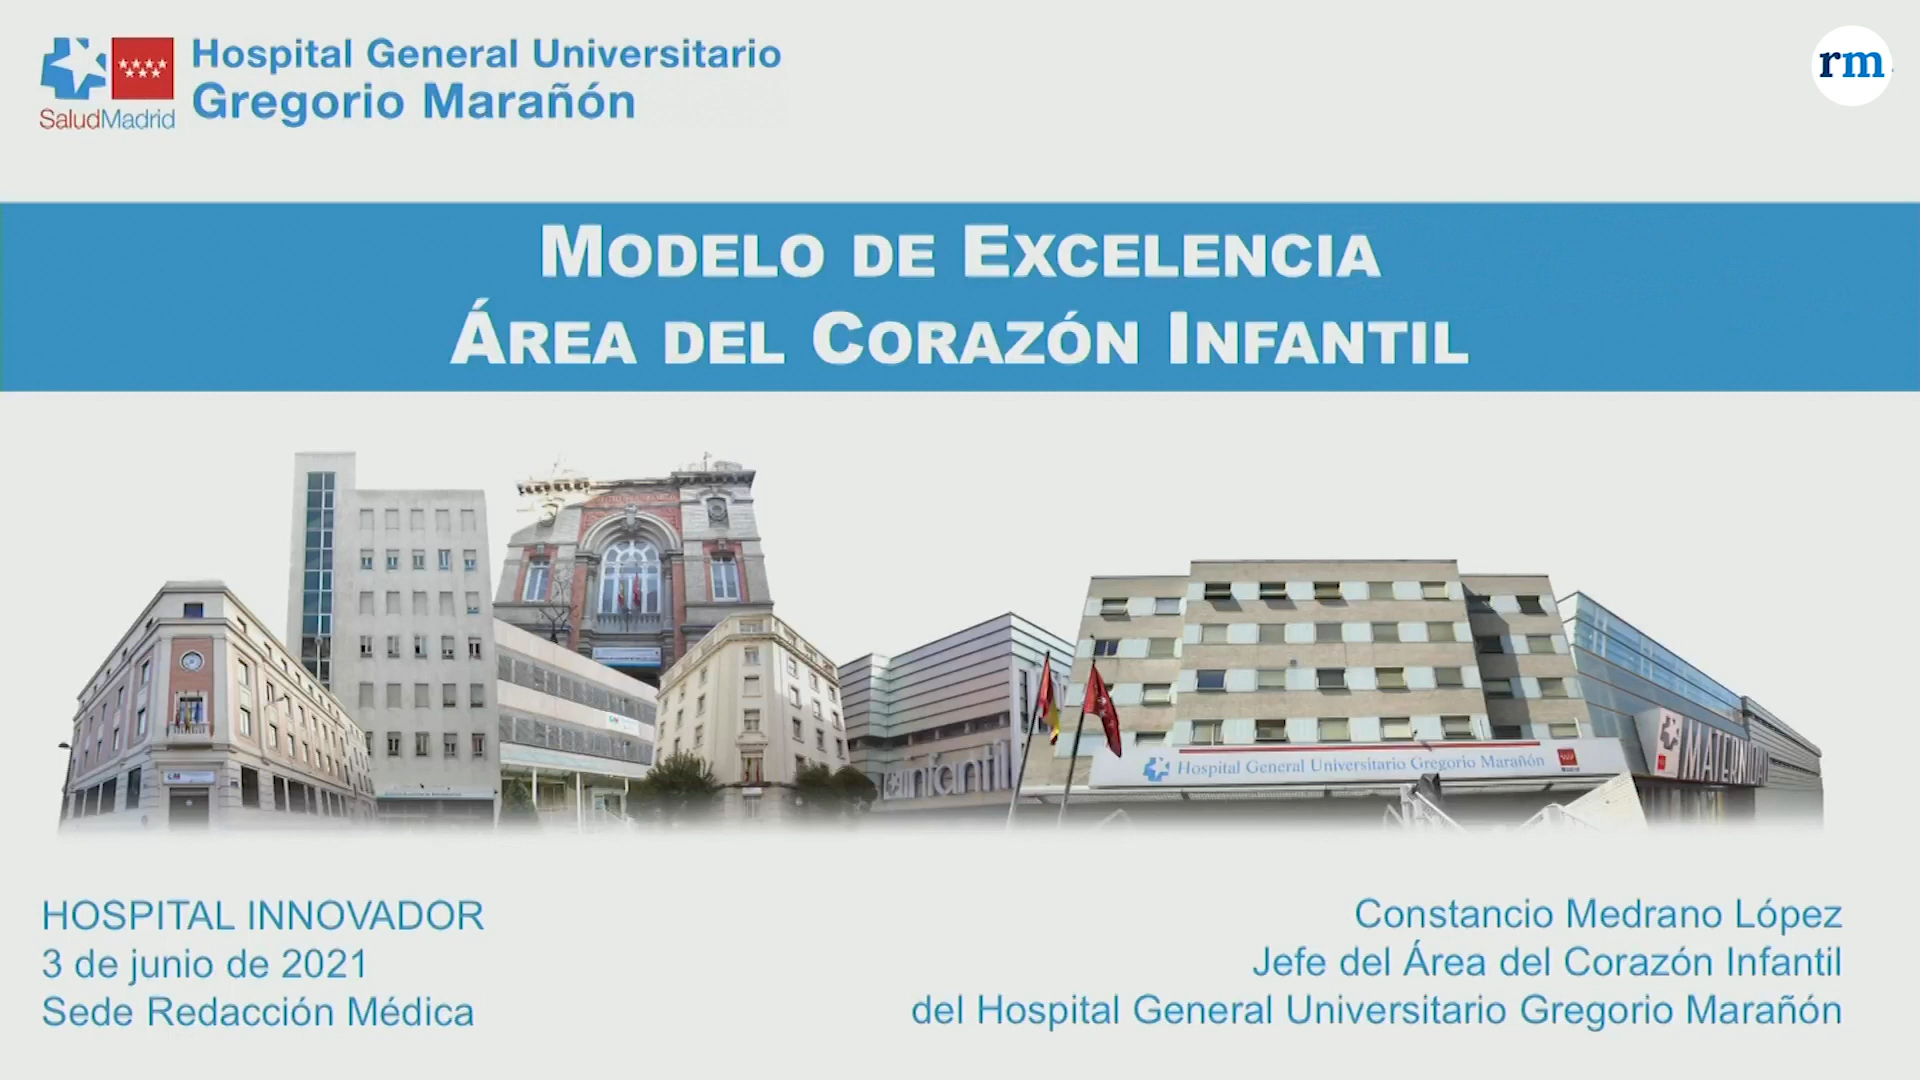 Hospital General Universitario
Gregorio Marañón
SaludMadrid
rm
MODELO DE EXCELENCIA
ÁREA DEL CORAZÓN INFANTIL
infantil
Hospital General Universitario Gregorio Marañón
HOSPITAL INNOVADOR
3 de junio de 2021
Sede Redacción Médica
Constancio Medrano López
Jefe del Área del Corazón Infantil
del Hospital General Universitario Gregorio Marañón